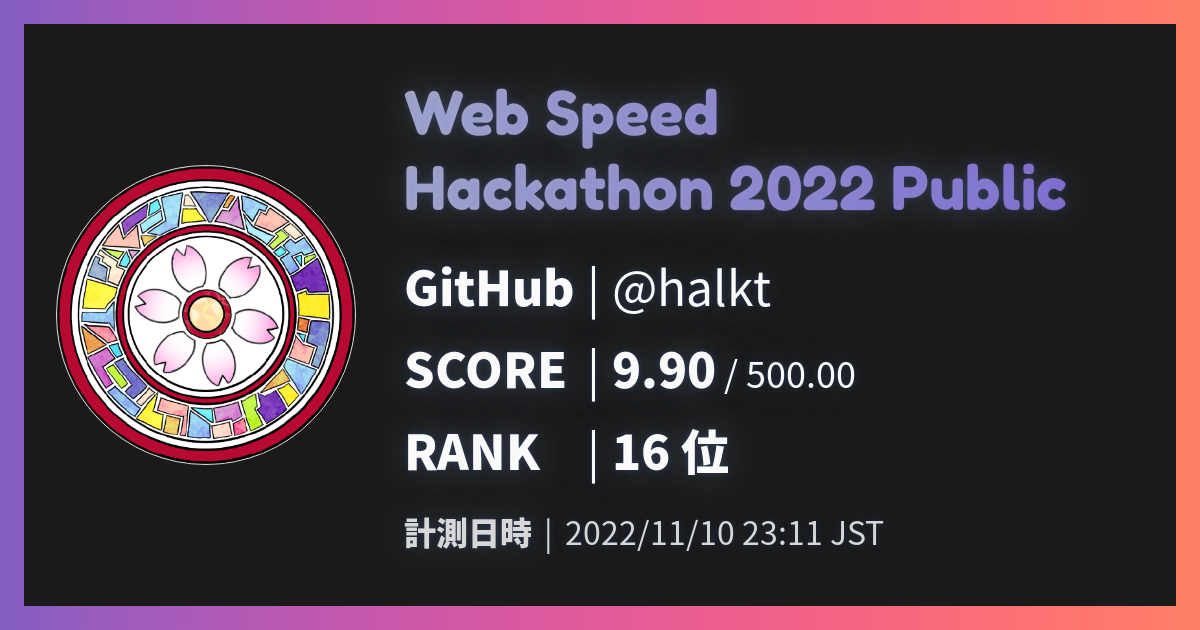 Web Speed
Hackathon 2022 Public
GitHub | @halkt
SCORE | 9.90 / 500.00
RANK | 16 位
計測日時 | 2022/11/10 23:11 JST